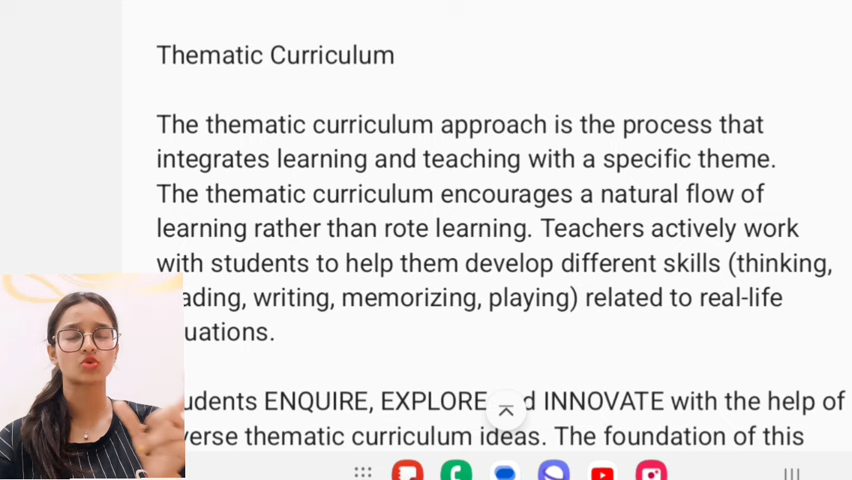 Thematic Curriculum
The thematic curriculum approach is the process that
integrates learning and teaching with a specific theme.
The thematic curriculum encourages a natural flow of
learning rather than rote learning. Teachers actively work
with students to help them develop different skills (thinking,
ading, writing, memorizing, playing) related to real-life
uations.
udents ENQUIRE, EXPLORE d INNOVATE with the help of
verse thematic curriculum ideas. The foundation of this